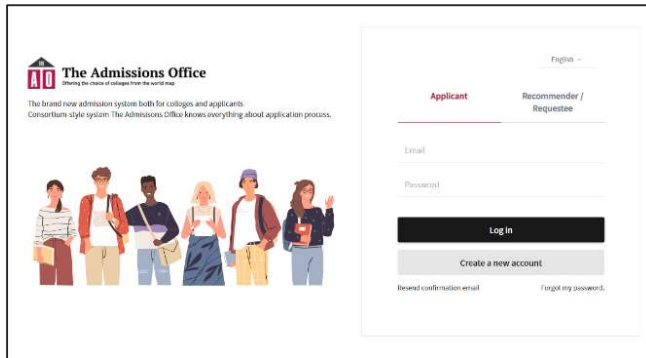 AO
The Admissions Office
Offering the choice of colleges from the world map
The brand new admission system both for colleges and applicants
Consortium-style system The Admisisons Office knows everything about application process.
English
Applicant
Recommender /
Requestee
Email
Password
Log in
Create a new account
Resend confirmation email
Forgot my password.